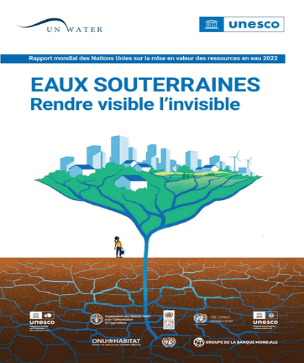 UN WATER
unesco
Rapport mondial des Nations Unies sur la mise en valeur des ressources en eau 2022
EAUX SOUTERRAINES
Rendre visible l'invisible
unesco
unesco
ONU HABITAT
GROUPE DE LA BANQUE MONDIALE